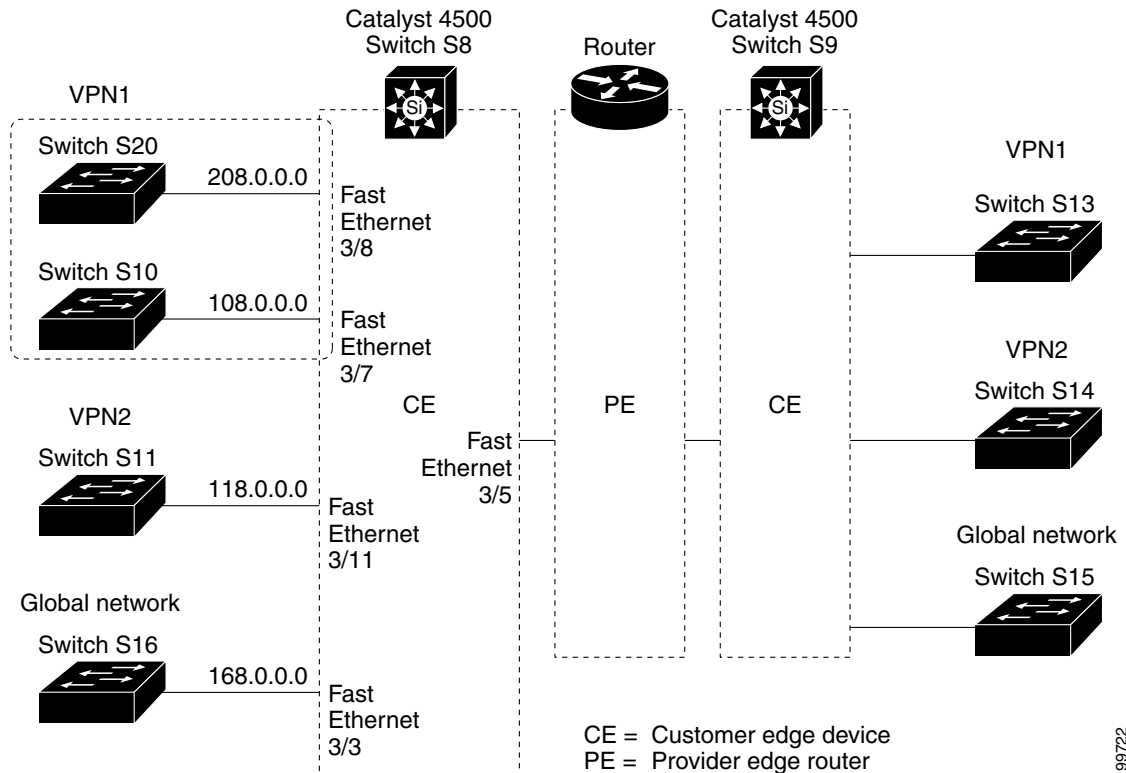 Catalyst 4500
Switch S8
Router
Catalyst 4500
Switch S9
Si
Si
VPN1
Switch S20
208.0.0.0
Fast
Ethernet
3/8
Switch S10
108.0.0.0
Fast
Ethernet
3/7
VPN2
Switch S11
118.0.0.0
Fast
Ethernet
3/11
Global network
Switch S16
168.0.0.0
Fast
Ethernet
3/3
CE
Fast
Ethernet
3/5
PE
CE
VPN1
Switch S13
VPN2
Switch S14
Global network
Switch S15
CE = Customer edge device
PE = Provider edge router
99722